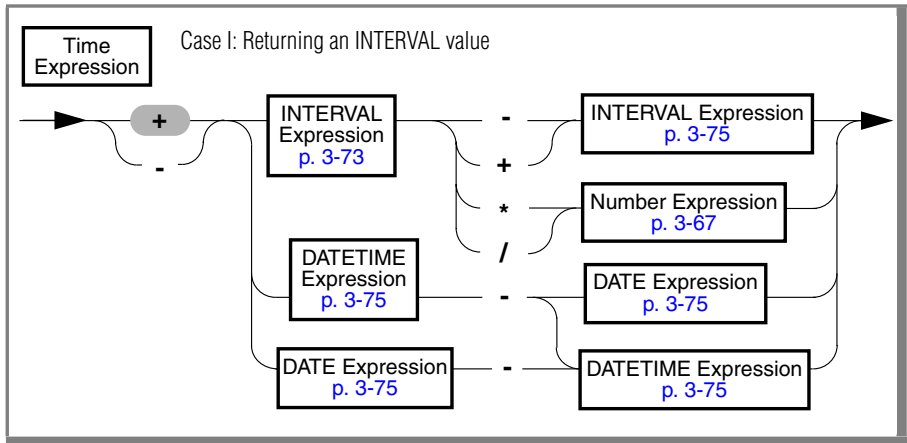 Time
Expression
Case I: Returning an INTERVAL value
+
-
INTERVAL
Expression
p. 3-73
-
+
*
/
INTERVAL Expression
p. 3-75
Number Expression
p. 3-67
DATETIME
Expression
p. 3-75
-
DATE Expression
p. 3-75
DATE Expression
p. 3-75
-
DATETIME Expression
p. 3-75